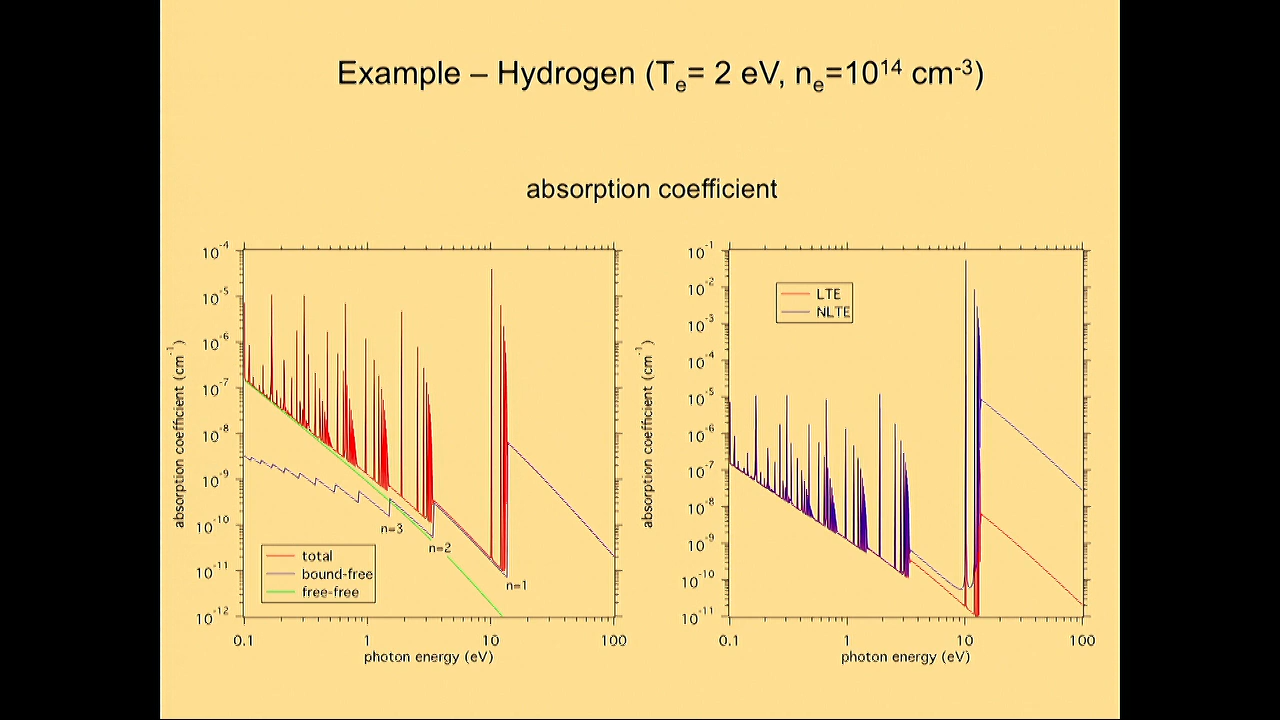 Example – Hydrogen (Te= 2 eV, ne=10¹⁴ cm⁻³)
absorption coefficient
absorption coefficient (cm⁻¹)
10⁻⁴
10⁻⁵
10⁻⁶
10⁻⁷
10⁻⁸
10⁻⁹
10⁻¹⁰
10⁻¹¹
10⁻¹²
n=3
n=2
n=1
total
bound-free
free-free
0.1 1 10 100
photon energy (eV)
absorption coefficient (cm⁻¹)
10⁻¹
10⁻²
10⁻³
10⁻⁴
10⁻⁵
10⁻⁶
10⁻⁷
10⁻⁸
10⁻⁹
10⁻¹⁰
10⁻¹¹
LTE
NLTE
0.1 1 10 100
photon energy (eV)